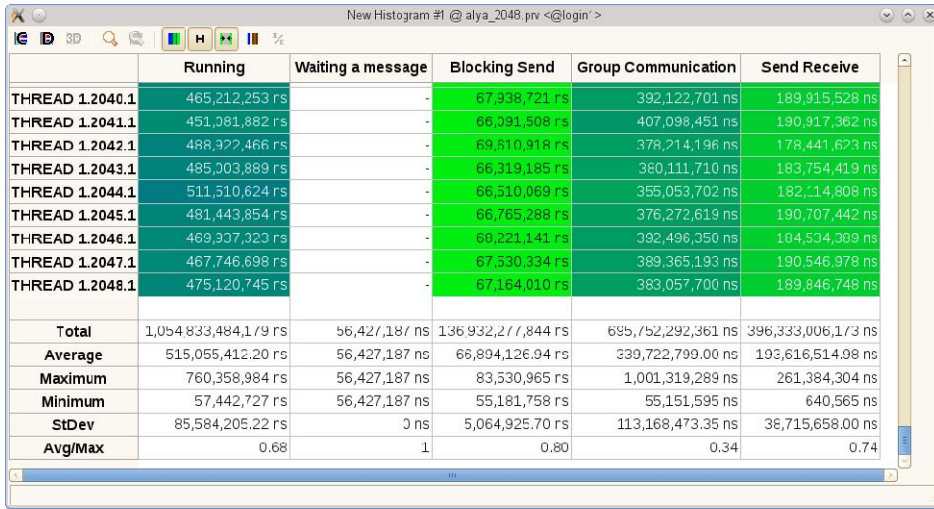 New Histogram #1 @ alya_2048.prv <@login´>
3D
H
Running Waiting a message Blocking Send Group Communication Send Receive
THREAD 1.2040.1 465,212,253 ns - 67,938,721 ns 392,122,701 ns 189,915,528 ns
THREAD 1.2041.1 451,081,882 ns - 66,091,508 ns 407,098,451 ns 190,917,362 ns
THREAD 1.2042.1 488,922,466 ns - 69,610,918 ns 378,214,196 ns 178,441,623 ns
THREAD 1.2043.1 485,003,889 ns - 66,319,185 ns 380,111,710 ns 183,754,419 ns
THREAD 1.2044.1 511,510,624 ns - 66,510,069 ns 355,053,702 ns 182,114,808 ns
THREAD 1.2045.1 481,443,854 ns - 66,765,288 ns 376,272,619 ns 190,707,442 ns
THREAD 1.2046.1 469,937,323 ns - 68,221,141 ns 392,496,350 ns 184,534,389 ns
THREAD 1.2047.1 467,746,698 ns - 67,530,334 ns 389,365,193 ns 190,546,978 ns
THREAD 1.2048.1 475,120,745 ns - 67,164,010 ns 383,057,700 ns 189,846,748 ns
Total 1,054,833,484,179 ns 56,427,187 ns 136,932,277,844 ns 695,752,292,361 ns 396,333,006,173 ns
Average 515,055,412.20 ns 56,427,187 ns 66,894,126.94 ns 339,722,799.00 ns 193,616,514.98 ns
Maximum 760,358,984 ns 56,427,187 ns 83,530,965 ns 1,001,319,289 ns 261,384,304 ns
Minimum 57,442,727 ns 56,427,187 ns 55,181,758 ns 55,151,595 ns 640,565 ns
StDev 85,584,205.22 ns 0 ns 5,064,925.70 ns 113,168,473.35 ns 38,715,658.00 ns
Avg/Max 0.68 1 0.80 0.34 0.74